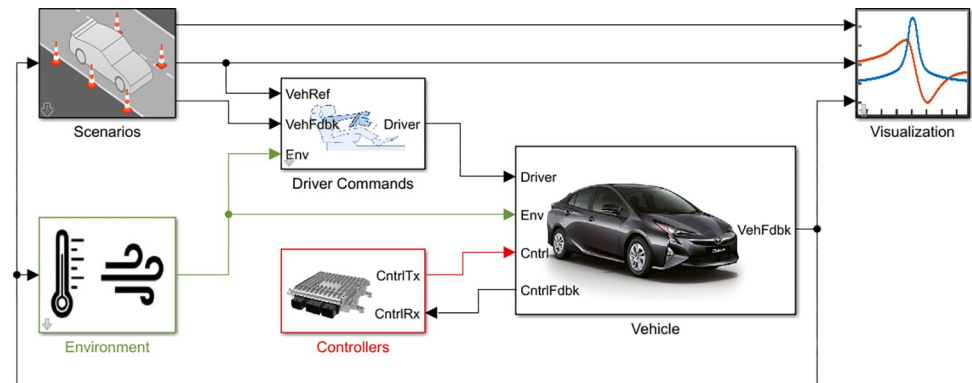 Scenarios
VehRef
VehFdbk
Env
Driver
Driver Commands
Visualization
Environment
CntrlTx
CntrlRx
Controllers
Driver
Env
Cntrl
CntrlFdbk
VehFdbk
Vehicle